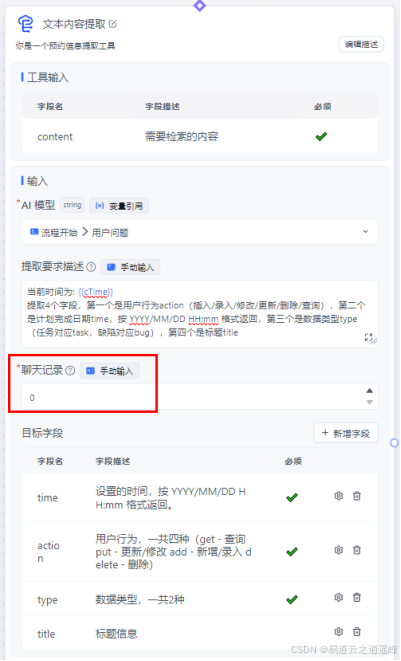 文本内容提取
你是一个预约信息提取工具
编辑描述
工具输入
字段名 字段描述 必须
content 需要检索的内容
输入
*AI 模型 string 变量引用
流程开始 > 用户问题
提取要求描述 手动输入
当前时间为: {{cTime}}
提取4个字段，第一个是用户行为action（插入/录入/修改/更新/删除/查询），第二个
是计划完成日期time，按 YYYY/MM/DD HH:mm 格式返回，第三个是数据类型type
（任务对应task，缺陷对应bug），第四个是标题title
*聊天记录 手动输入
0
目标字段 + 新增字段
字段名 字段描述 必须
time 设置的时间，按 YYYY/MM/DD H
H:mm 格式返回。
actio
n
用户行为，一共四种（get - 查询
put - 更新/修改 add - 新增/录入 d
elete - 删除）
type 数据类型，一共2种
title 标题信息
CSDN @易道云之逍遥峰